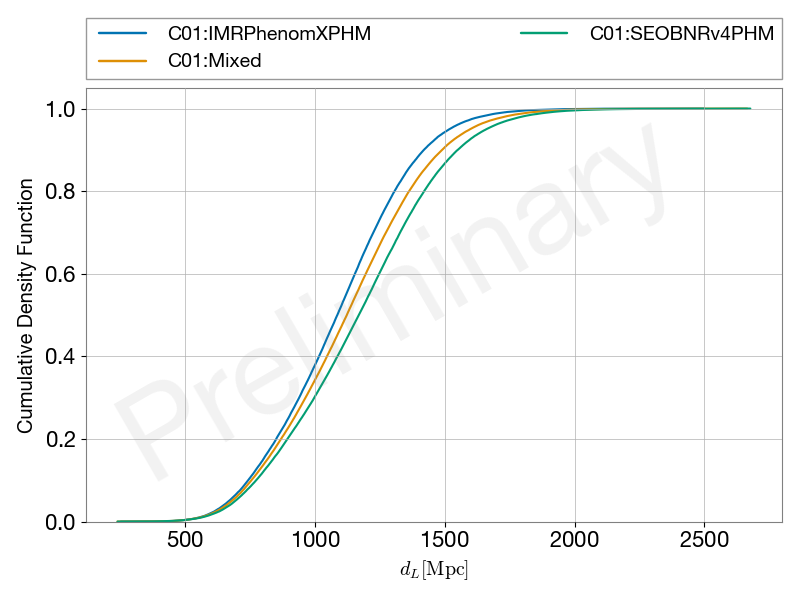 C01:IMRPhenomXPHM
C01:Mixed
C01:SEOBNRv4PHM
1.0
0.8
0.6
0.4
0.2
0.0
Cumulative Density Function
Preliminary
500
1000
1500
2000
2500
d_L[Mpc]